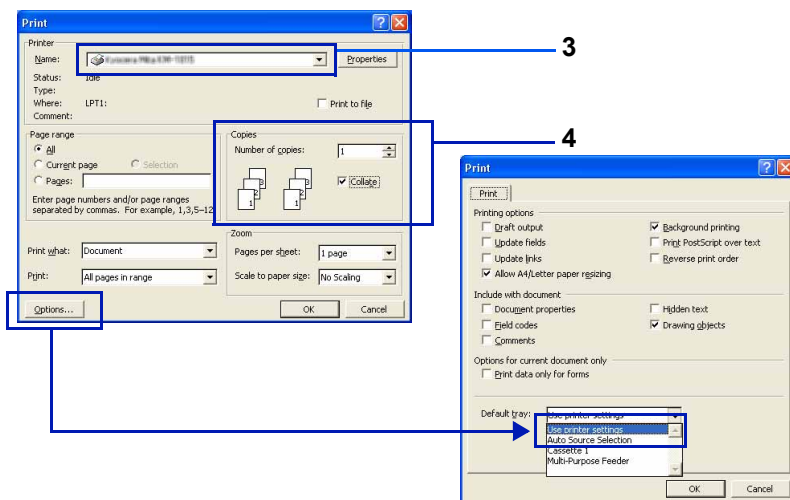 Print
Printer
Name:
Properties
Status: Idle
Type:
Where: LPT1:
Comment:
Print to file
3
Page range
All
Current page Selection
Pages:
Enter page numbers and/or page ranges
separated by commas. For example, 1,3,5–12
Copies
Number of copies: 1
3 3
2 2
1 1
Collate
4
Print what: Document
Print: All pages in range
Zoom
Pages per sheet: 1 page
Scale to paper size: No Scaling
Options...
OK Cancel
Print
Print
Printing options
Draft output Background printing
Update fields Print PostScript over text
Update links Reverse print order
Allow A4/Letter paper resizing
Include with document
Document properties Hidden text
Field codes Drawing objects
Comments
Options for current document only
Print data only for forms
Default tray: Use printer settings
Use printer settings
Auto Source Selection
Cassette 1
Multi-Purpose Feeder
OK Cancel